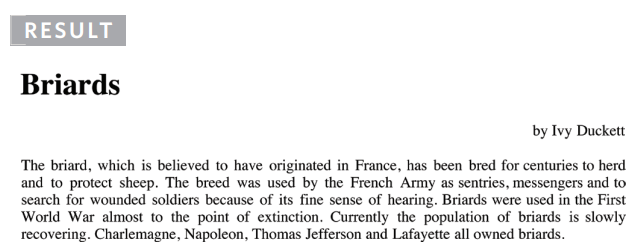 RESULT
Briards
by Ivy Duckett
The briard, which is believed to have originated in France, has been bred for centuries to herd
and to protect sheep. The breed was used by the French Army as sentries, messengers and to
search for wounded soldiers because of its fine sense of hearing. Briards were used in the First
World War almost to the point of extinction. Currently the population of briards is slowly
recovering. Charlemagne, Napoleon, Thomas Jefferson and Lafayette all owned briards.